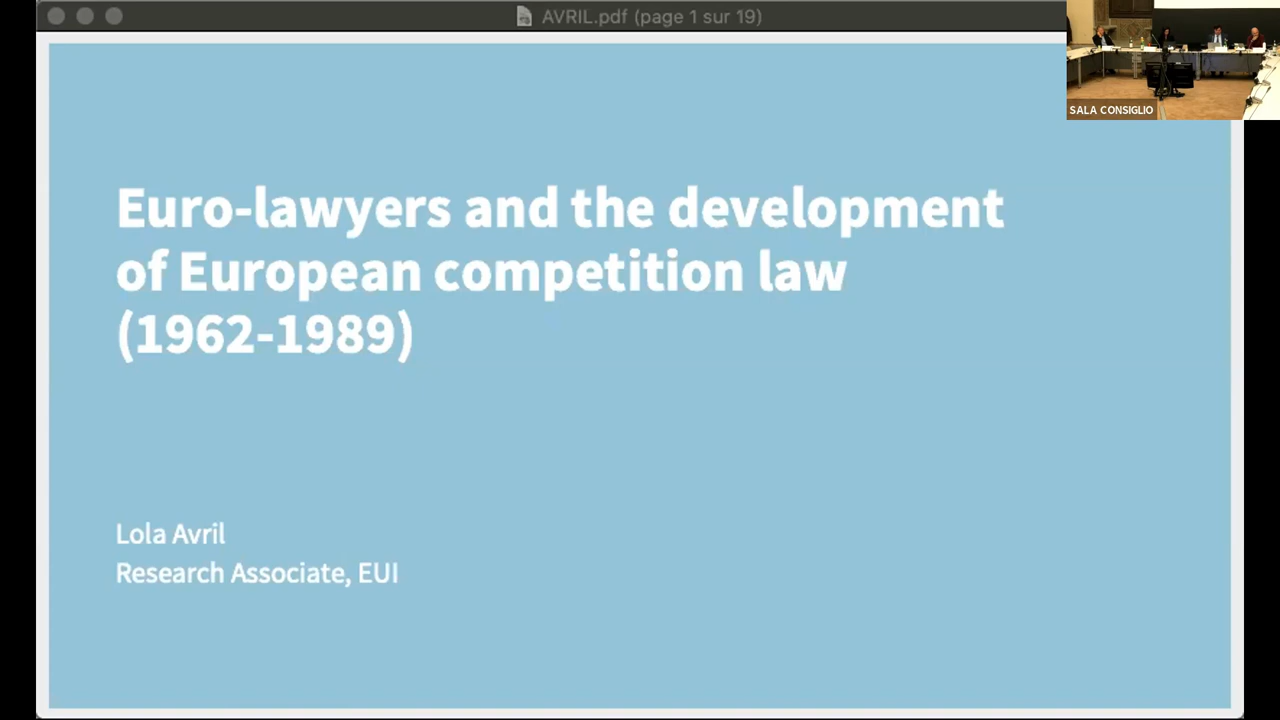 AVRIL.pdf (page 1 sur 19)
SALA CONSIGLIO
Euro-lawyers and the development
of European competition law
(1962-1989)
Lola Avril
Research Associate, EUI